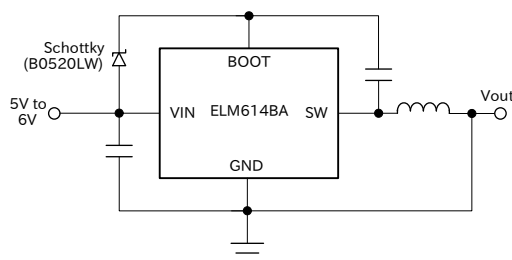 Schottky
(B0520LW)
BOOT
5V to
6V
VIN
ELM614BA
SW
Vout
GND